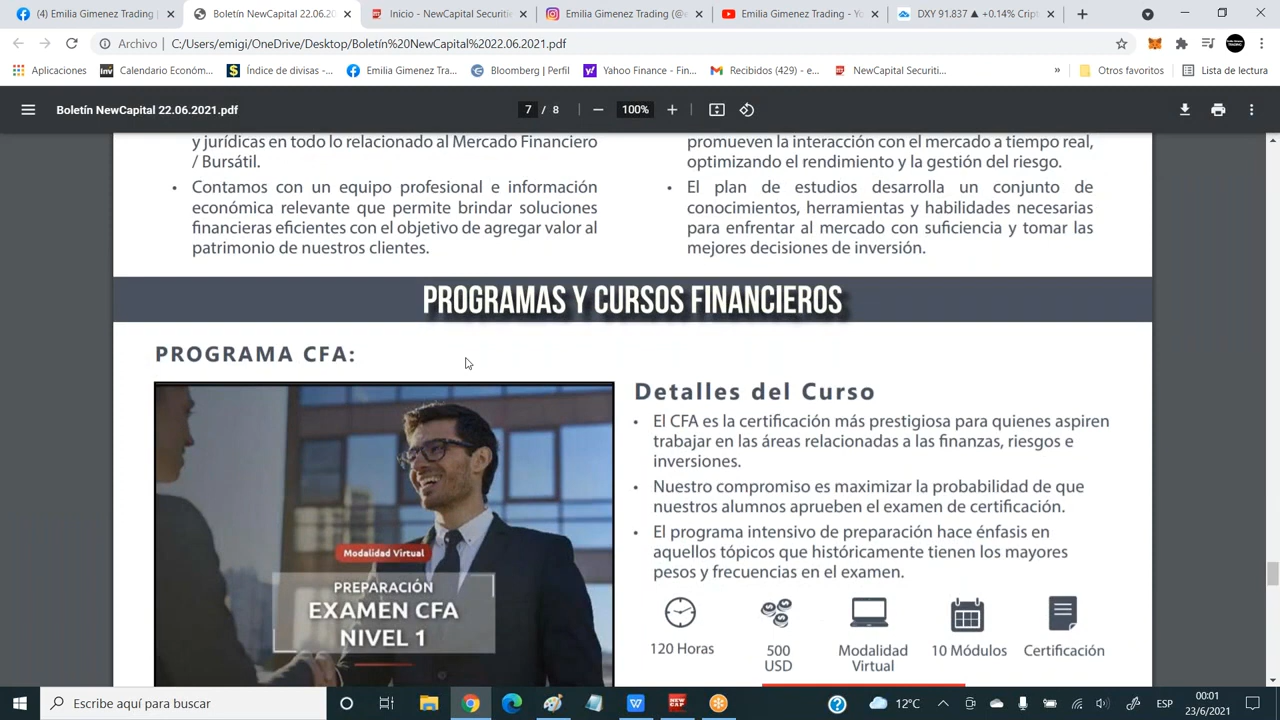 (4) Emilia Gimenez Trading |
Boletín NewCapital 22.06.20
Inicio - NewCapital Securitie
Emilia Gimenez Trading (@e
Emilia Gimenez Trading - Yo
DXY 91.837 ▲ +0.14% Crip
Archivo | C:/Users/emigi/OneDrive/Desktop/Boletín%20NewCapital%2022.06.2021.pdf
Aplicaciones
Calendario Económ...
Índice de divisas -...
Emilia Gimenez Tra...
Bloomberg | Perfil
Yahoo Finance - Fin...
Recibidos (429) - e...
NewCapital Securiti...
»
Otros favoritos
Lista de lectura
Boletín NewCapital 22.06.2021.pdf
7 / 8
100%
y jurídicas en todo lo relacionado al Mercado Financiero
/ Bursátil.
• Contamos con un equipo profesional e información
económica relevante que permite brindar soluciones
financieras eficientes con el objetivo de agregar valor al
patrimonio de nuestros clientes.
promueven la interacción con el mercado a tiempo real,
optimizando el rendimiento y la gestión del riesgo.
• El plan de estudios desarrolla un conjunto de
conocimientos, herramientas y habilidades necesarias
para enfrentar al mercado con suficiencia y tomar las
mejores decisiones de inversión.
PROGRAMAS Y CURSOS FINANCIEROS
PROGRAMA CFA:
Modalidad Virtual
PREPARACIÓN
EXAMEN CFA
NIVEL 1
Detalles del Curso
• El CFA es la certificación más prestigiosa para quienes aspiren
trabajar en las áreas relacionadas a las finanzas, riesgos e
inversiones.
• Nuestro compromiso es maximizar la probabilidad de que
nuestros alumnos aprueben el examen de certificación.
• El programa intensivo de preparación hace énfasis en
aquellos tópicos que históricamente tienen los mayores
pesos y frecuencias en el examen.
120 Horas
500
USD
Modalidad
Virtual
10 Módulos
Certificación
Escribe aquí para buscar
NEW
CAP
12°C
ESP
00:01
23/6/2021